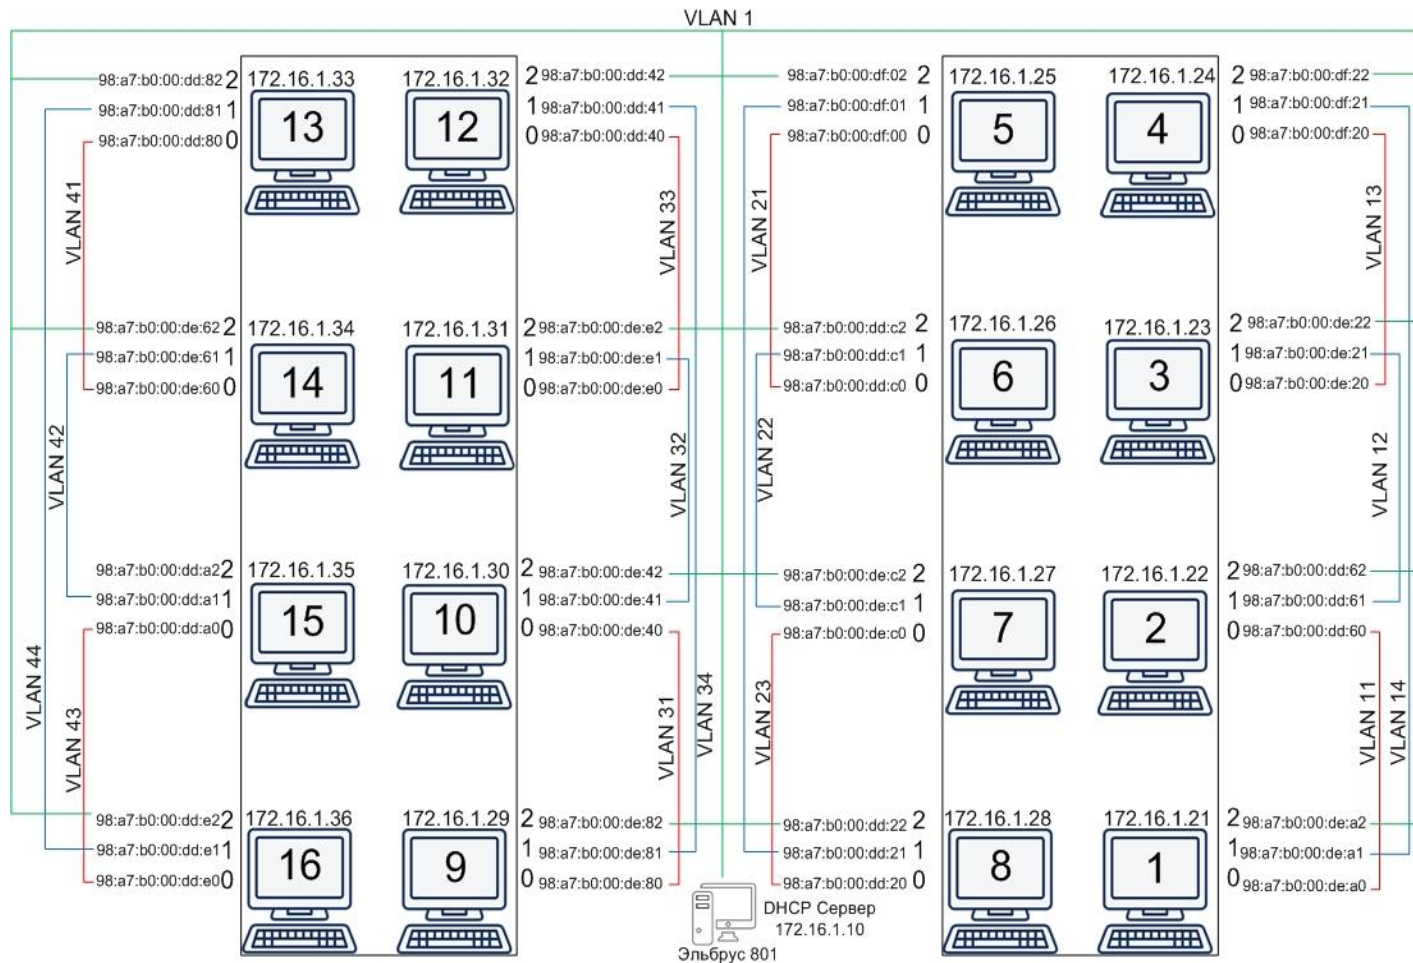 VLAN 1
98:a7:b0:00:dd:82 2 172.16.1.33 172.16.1.32 2 98:a7:b0:00:dd:42 98:a7:b0:00:df:02 2 172.16.1.25 172.16.1.24 2 98:a7:b0:00:df:22
98:a7:b0:00:dd:81 1 1 98:a7:b0:00:dd:41 98:a7:b0:00:df:01 1 1 98:a7:b0:00:df:21
98:a7:b0:00:dd:80 0 13 12 0 98:a7:b0:00:dd:40 98:a7:b0:00:df:00 0 5 4 0 98:a7:b0:00:df:20
VLAN 41 VLAN 33 VLAN 21 VLAN 13
98:a7:b0:00:de:62 2 172.16.1.34 172.16.1.31 2 98:a7:b0:00:de:e2 98:a7:b0:00:dd:c2 2 172.16.1.26 172.16.1.23 2 98:a7:b0:00:de:22
98:a7:b0:00:de:61 1 1 98:a7:b0:00:de:e1 98:a7:b0:00:dd:c1 1 1 98:a7:b0:00:de:21
98:a7:b0:00:de:60 0 14 11 0 98:a7:b0:00:de:e0 98:a7:b0:00:dd:c0 0 6 3 0 98:a7:b0:00:de:20
VLAN 42 VLAN 32 VLAN 22 VLAN 12
98:a7:b0:00:dd:a2 2 172.16.1.35 172.16.1.30 2 98:a7:b0:00:de:42 98:a7:b0:00:de:c2 2 172.16.1.27 172.16.1.22 2 98:a7:b0:00:dd:62
98:a7:b0:00:dd:a1 1 1 98:a7:b0:00:de:41 98:a7:b0:00:de:c1 1 1 98:a7:b0:00:dd:61
98:a7:b0:00:dd:a0 0 15 10 0 98:a7:b0:00:de:40 98:a7:b0:00:de:c0 0 7 2 0 98:a7:b0:00:dd:60
VLAN 44 VLAN 43 VLAN 31 VLAN 34 VLAN 23 VLAN 11 VLAN 14
98:a7:b0:00:dd:e2 2 172.16.1.36 172.16.1.29 2 98:a7:b0:00:de:82 98:a7:b0:00:dd:22 2 172.16.1.28 172.16.1.21 2 98:a7:b0:00:de:a2
98:a7:b0:00:dd:e1 1 1 98:a7:b0:00:de:81 98:a7:b0:00:dd:21 1 1 98:a7:b0:00:de:a1
98:a7:b0:00:dd:e0 0 16 9 0 98:a7:b0:00:de:80 98:a7:b0:00:dd:20 0 8 1 0 98:a7:b0:00:de:a0
DHCP Сервер
172.16.1.10
Эльбрус 801